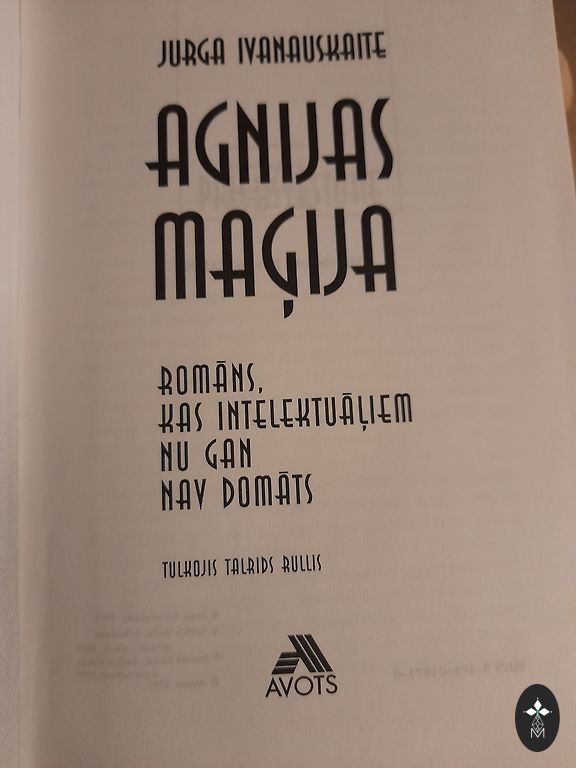 JURGA IVANAUSKAITE
AGNIJAS
MAĢIJA
ROMĀNS,
KAS INTELEKTUĀĻIEM
NU GAN
NAV DOMĀTS
TULKOJIS TALRIDS RULLIS
AVOTS
M